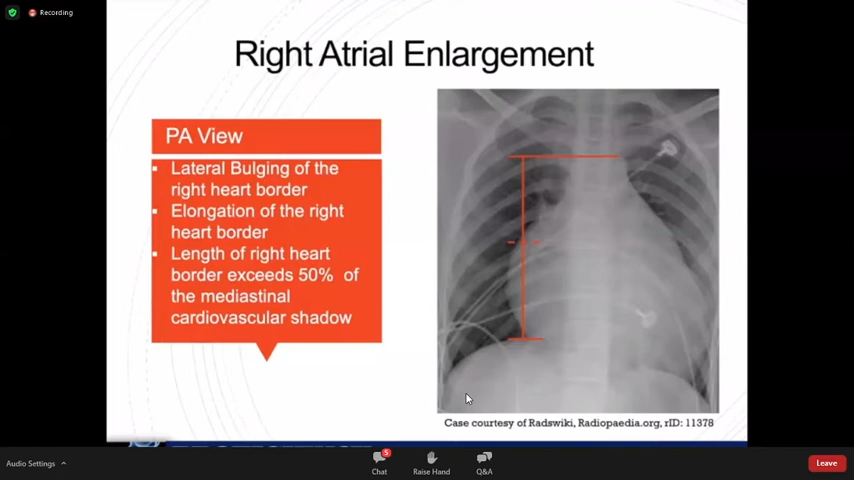 Recording
Right Atrial Enlargement
PA View
Lateral Bulging of the
right heart border
Elongation of the right
heart border
Length of right heart
border exceeds 50% of
the mediastinal
cardiovascular shadow
Case courtesy of Radswiki, Radiopaedia.org, rID: 11378
Audio Settings
5
Chat
Raise Hand
Q&A
Leave